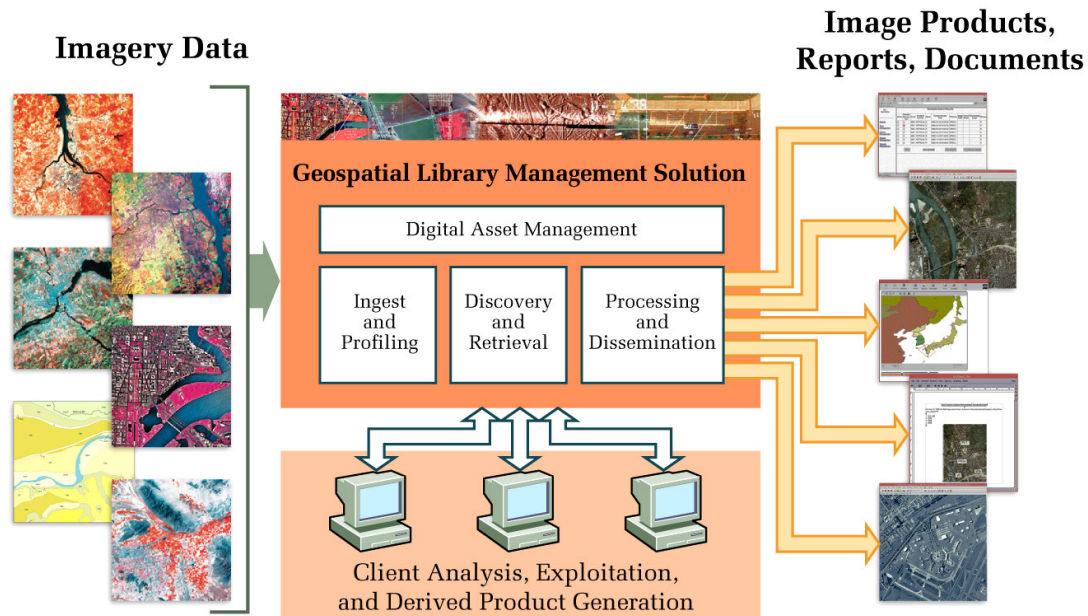 Imagery Data
Image Products,
Reports, Documents
Geospatial Library Management Solution
Digital Asset Management
Ingest
and
Profiling
Discovery
and
Retrieval
Processing
and
Dissemination
Client Analysis, Exploitation,
and Derived Product Generation